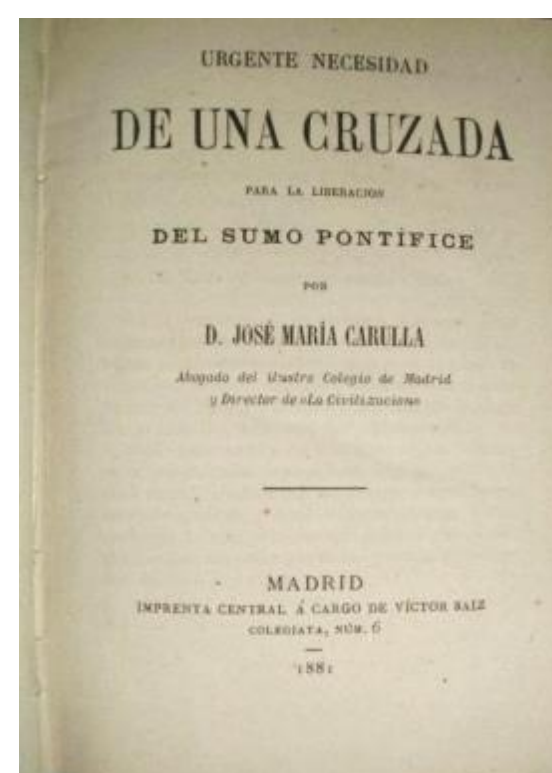 URGENTE NECESIDAD
DE UNA CRUZADA
PARA LA LIBERACION
DEL SUMO PONTÍFICE
POR
D. JOSÉ MARÍA CARULLA
Abogado del ilustre Colegio de Madrid
y Director de «La Civilizacion»
MADRID
IMPRENTA CENTRAL Á CARGO DE VÍCTOR SAIZ
COLEGIATA, NÚM. 6
1881